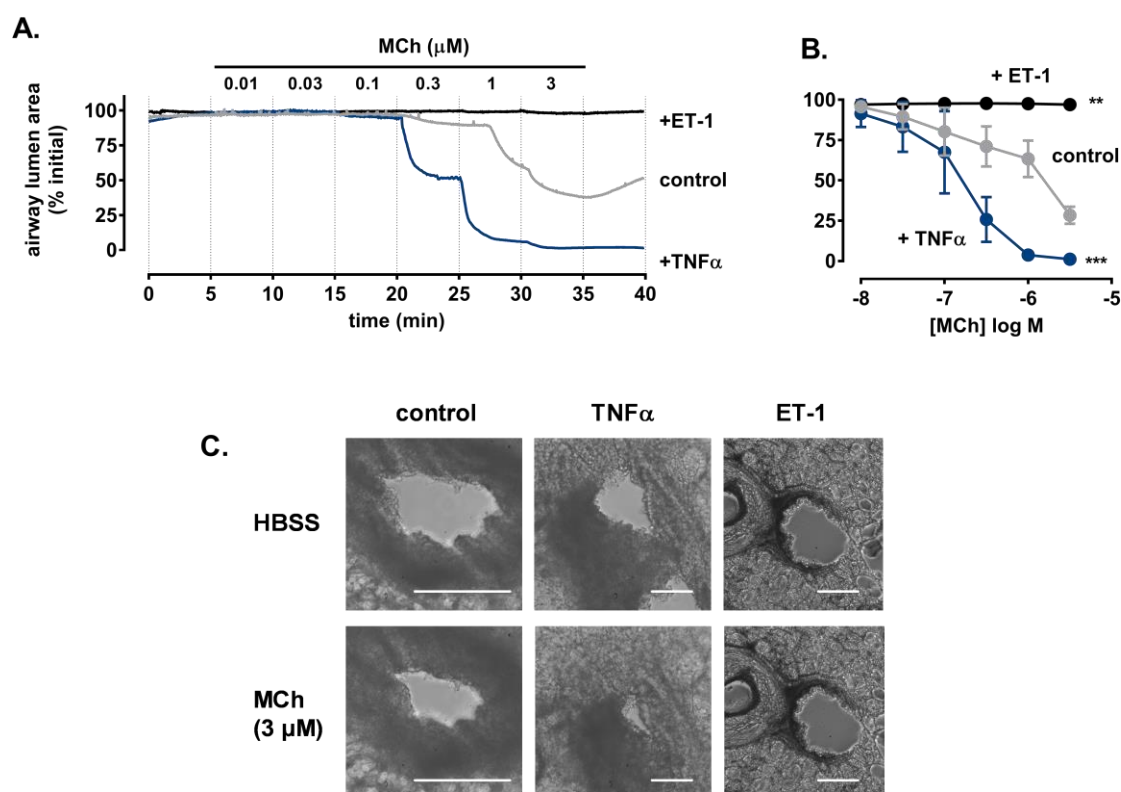 A.
MCh (μM)
0.01 0.03 0.1 0.3 1 3
airway lumen area
(% initial)
100
75
50
25
0
+ET-1
control
+TNFα
0 5 10 15 20 25 30 35 40
time (min)
B.
+ ET-1
100
75
50
25
0
**
control
+ TNFα
***
-8 -7 -6 -5
[MCh] log M
C.
control TNFα ET-1
HBSS
MCh
(3 µM)